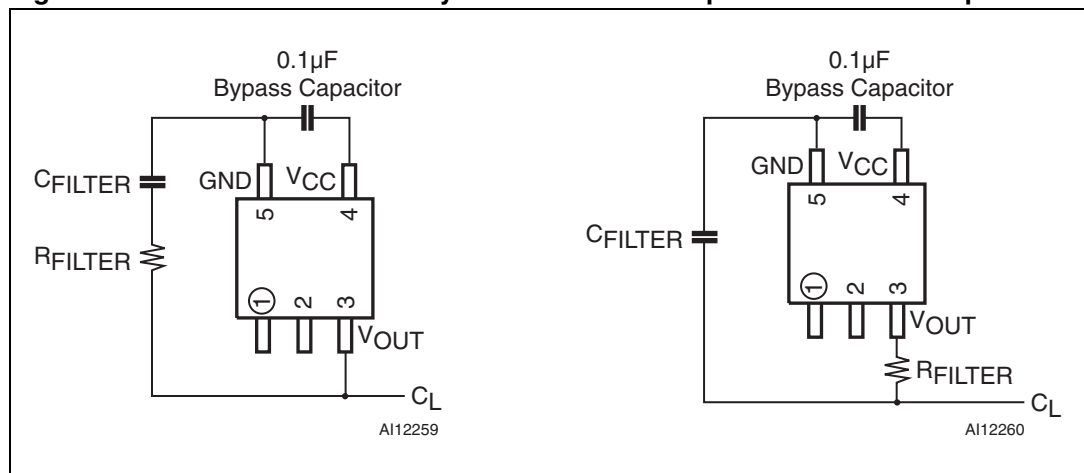 0.1µF
Bypass Capacitor
CFILTER
GND
VCC
5
4
RFILTER
1
2
3
VOUT
CL
AI12259
0.1µF
Bypass Capacitor
GND
VCC
5
4
CFILTER
1
2
3
VOUT
RFILTER
CL
AI12260